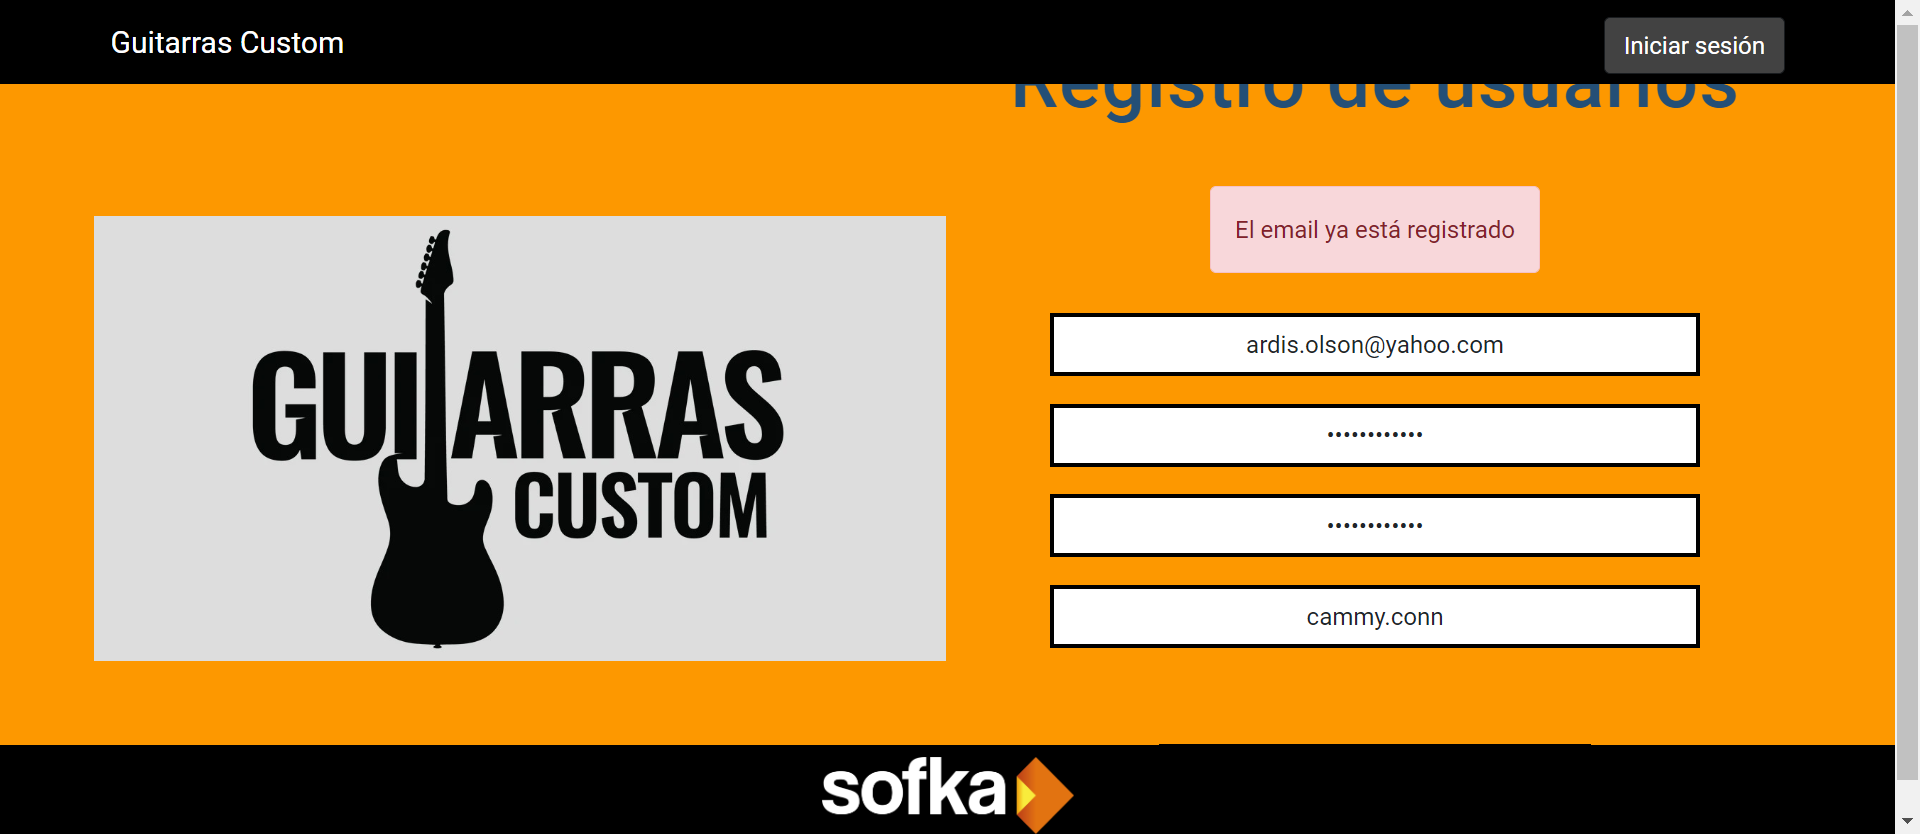 Guitarras Custom
Iniciar sesión
Registro de usuarios
El email ya está registrado
ardis.olson@yahoo.com
••••••••••••
••••••••••••
cammy.conn
GUITARRAS
CUSTOM
sofka